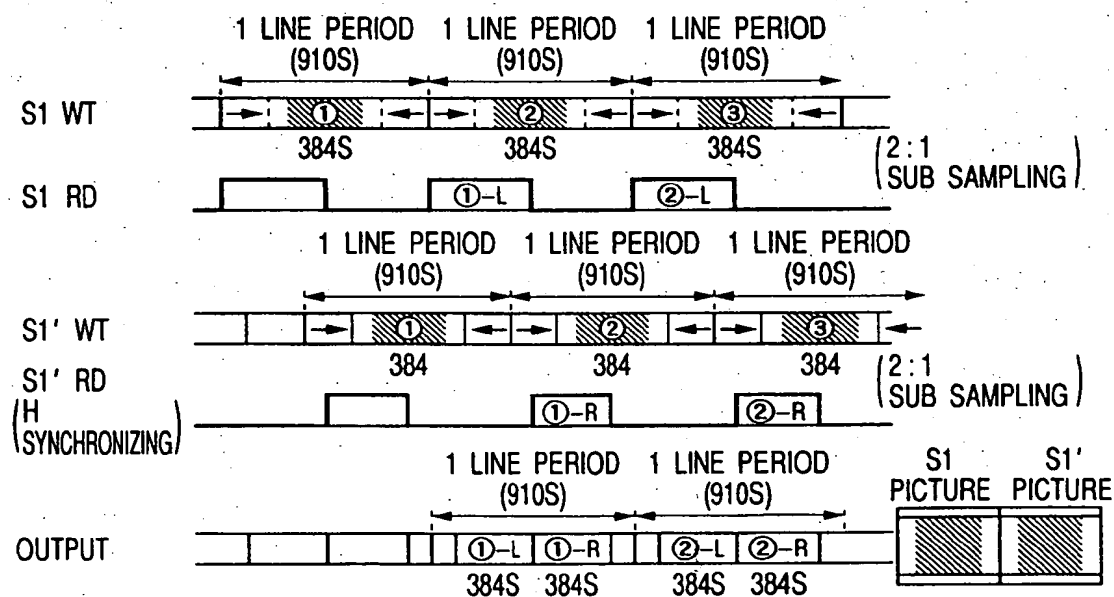 1 LINE PERIOD 1 LINE PERIOD 1 LINE PERIOD
(910S) (910S) (910S)
S1 WT ① ② ③
384S 384S 384S
(2:1
SUB SAMPLING)
S1 RD ①-L ②-L
1 LINE PERIOD 1 LINE PERIOD 1 LINE PERIOD
(910S) (910S) (910S)
S1' WT ① ② ③
384 384 384
(2:1
SUB SAMPLING)
S1' RD
(H
SYNCHRONIZING)
①-R ②-R
1 LINE PERIOD 1 LINE PERIOD
(910S) (910S)
S1 S1'
PICTURE PICTURE
OUTPUT ①-L ①-R ②-L ②-R
384S 384S 384S 384S